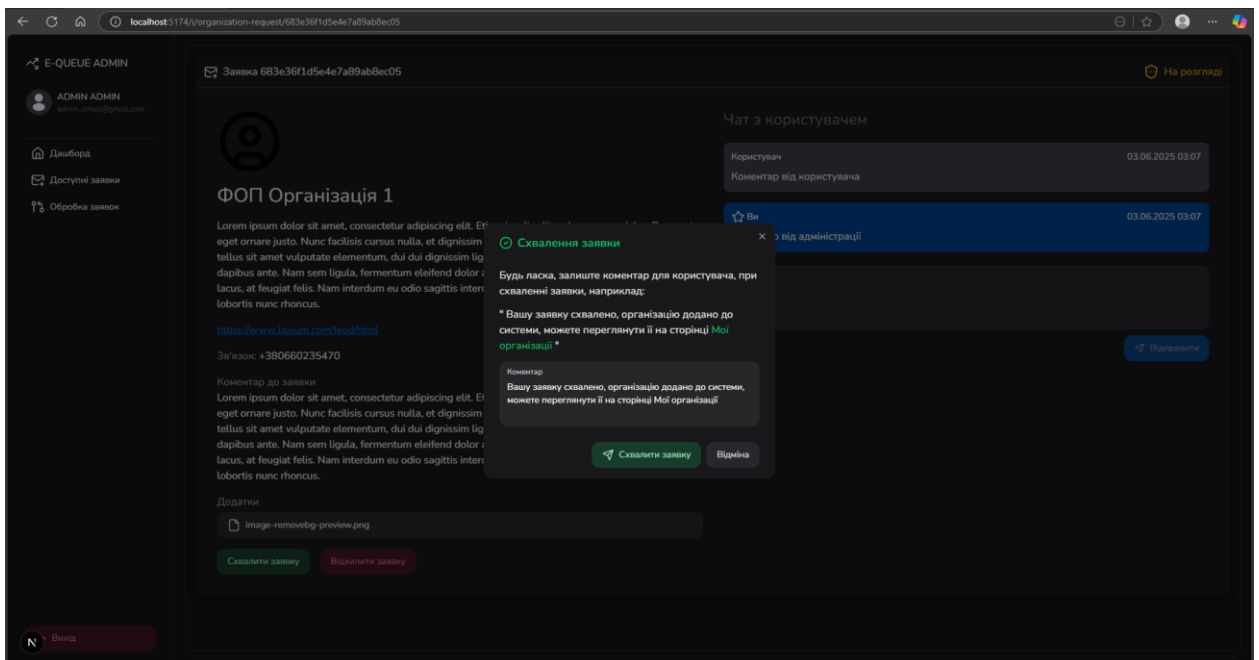 localhost:5174/i/organization-request/683e36f1d5e4e7a89ab8ec05
E-QUEUE ADMIN
ADMIN ADMIN
admin_email@gmail.com
Дашборд
Доступні заявки
Обробка заявок
N
Вихід
Заявка 683e36f1d5e4e7a89ab8ec05
На розгляді
ФОП Організація 1
Lorem ipsum dolor sit amet, consectetur adipiscing elit.
eget ornare justo. Nunc facilisis cursus nulla, et dignissim
tellus sit amet vulputate elementum, dui dui dignissim
dapibus ante. Nam sem ligula, fermentum eleifend dolor
lacus, at feugiat felis. Nam interdum eu odio sagittis
lobortis nunc rhoncus.
https://www.lipsum.com/feed/html
Зв'язок: +380660235470
Коментар до заявки
Lorem ipsum dolor sit amet, consectetur adipiscing elit.
eget ornare justo. Nunc facilisis cursus nulla, et dignissim
tellus sit amet vulputate elementum, dui dui dignissim
dapibus ante. Nam sem ligula, fermentum eleifend dolor
lacus, at feugiat felis. Nam interdum eu odio sagittis
lobortis nunc rhoncus.
Додатки
image-removebg-preview.png
Схвалити заявку Відхилити заявку
Чат з користувачем
Користувач 03.06.2025 03:07
Коментар від користувача
Ви 03.06.2025 03:07
від адміністрації
Відправити
Схвалення заявки
Будь ласка, залиште коментар для користувача, при
схваленні заявки, наприклад:
" Вашу заявку схвалено, організацію додано до
системи, можете переглянути її на сторінці Мої
організації "
Коментар
Вашу заявку схвалено, організацію додано до системи,
можете переглянути її на сторінці Мої організації
Схвалити заявку Відміна